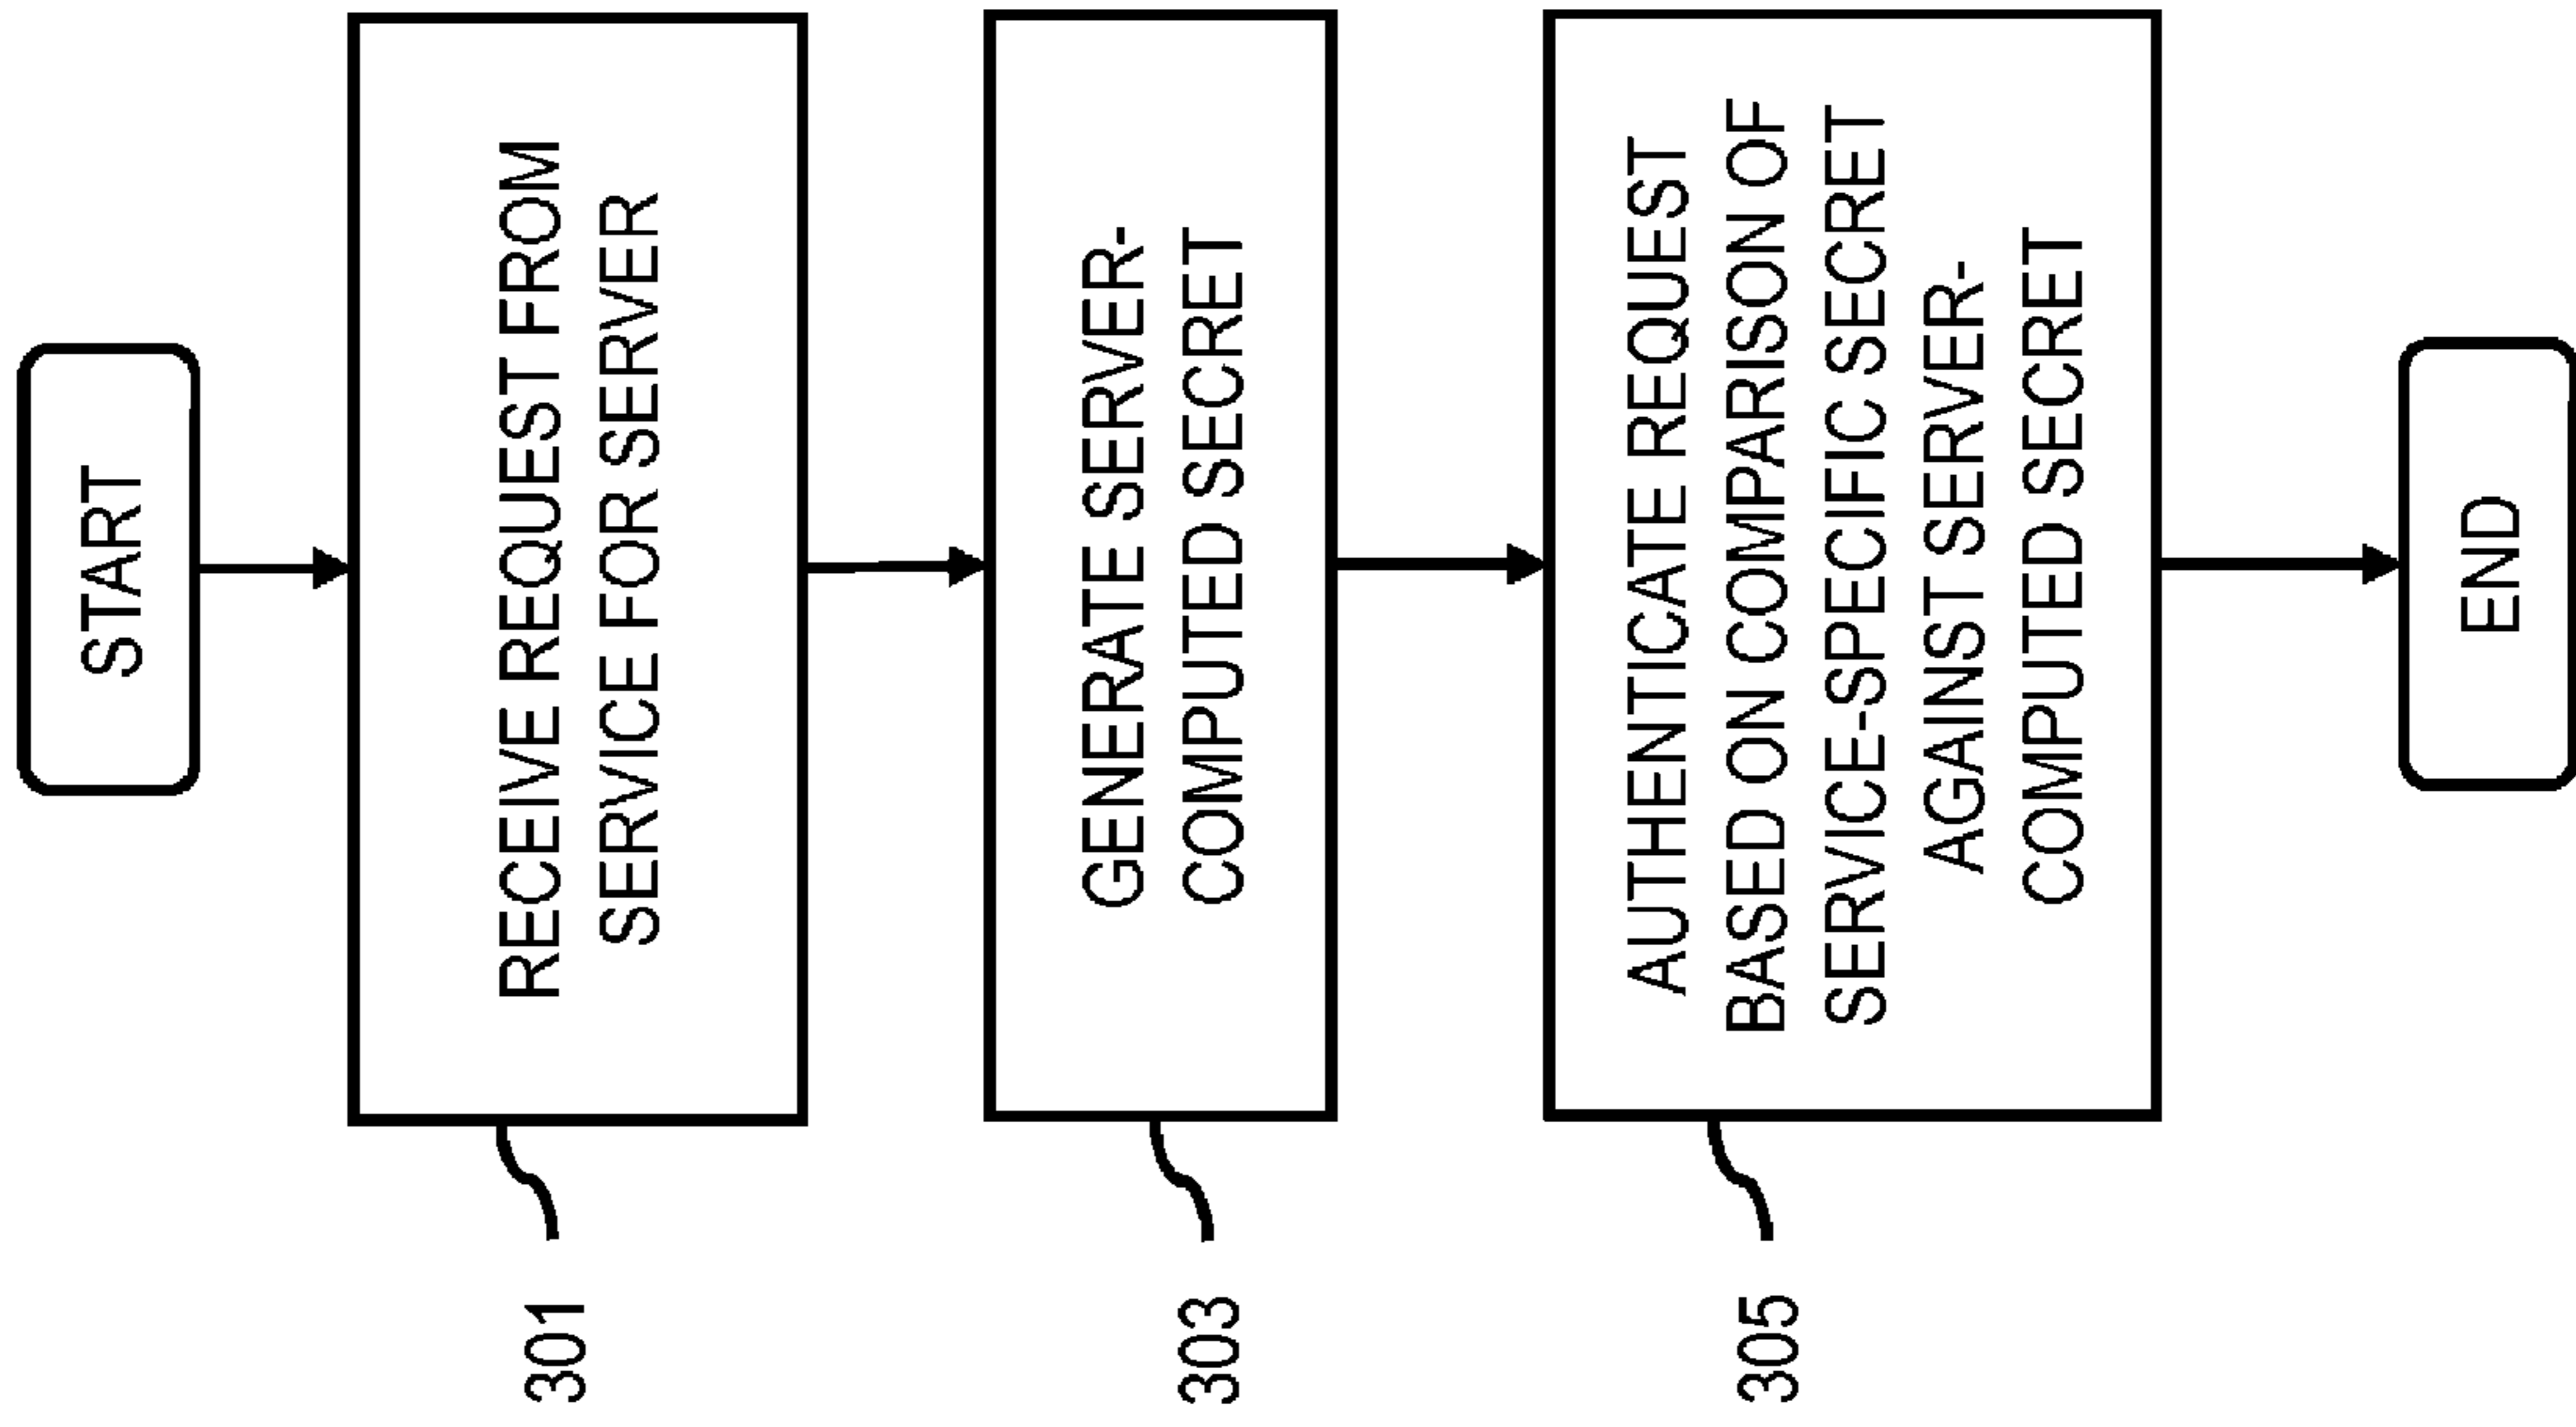 START
RECEIVE REQUEST FROM
SERVICE FOR SERVER
301
GENERATE SERVER-
COMPUTED SECRET
303
AUTHENTICATE REQUEST
BASED ON COMPARISON OF
SERVICE-SPECIFIC SECRET
AGAINST SERVER-
COMPUTED SECRET
305
END